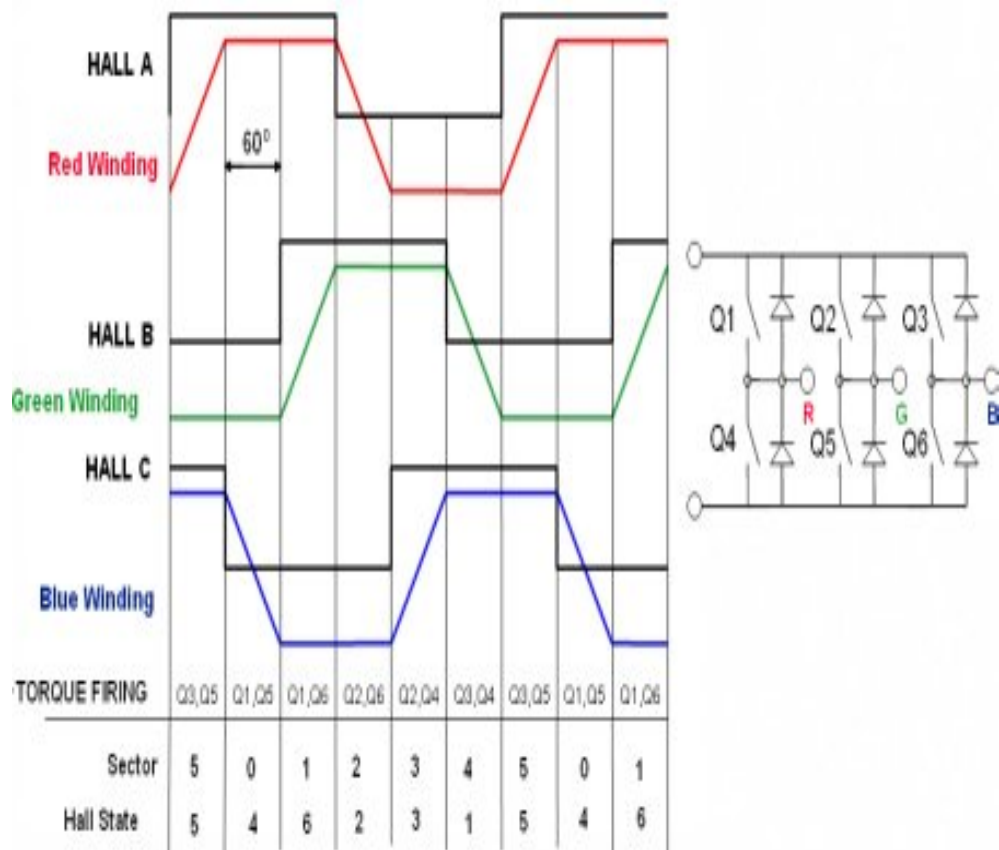 HALL A
60°
Red Winding
HALL B
Green Winding
HALL C
Blue Winding
Q1 Q2 Q3
R G B
Q4 Q5 Q6
TORQUE FIRING Q3,Q5 Q1,Q5 Q1,Q6 Q2,Q6 Q2,Q4 Q3,Q4 Q3,Q5 Q1,Q5 Q1,Q6
Sector 5 0 1 2 3 4 5 0 1
Hall State 5 4 6 2 3 1 5 4 6